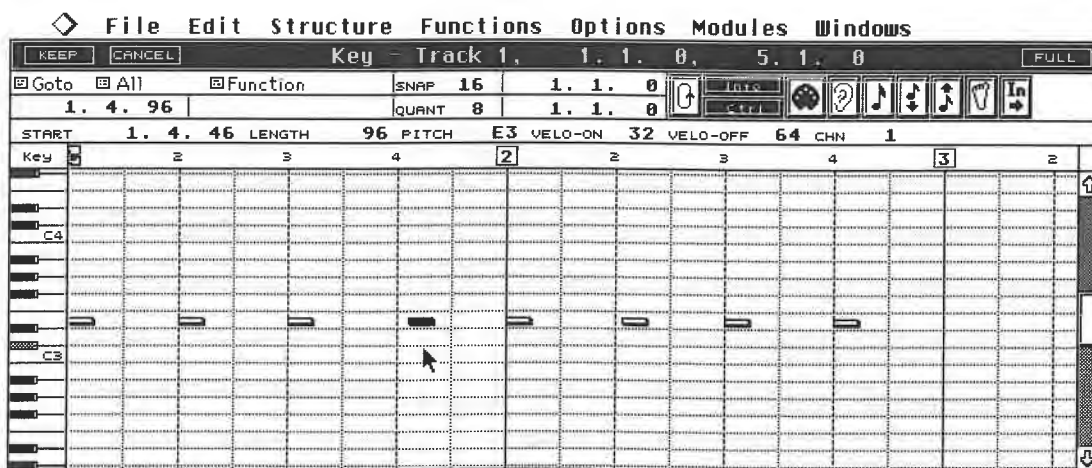 File Edit Structure Functions Options Modules Windows
KEEP CANCEL Key - Track 1, 1. 1. 0, 5. 1. 0 FULL
Goto All Function SNAP 16 1. 1. 0 Info
1. 4. 96 QUANT 8 1. 1. 0 Ctrl In
START 1. 4. 46 LENGTH 96 PITCH E3 VELO-ON 32 VELO-OFF 64 CHN 1
Key 2 3 4 2 2 3 4 3 2
C4
C3